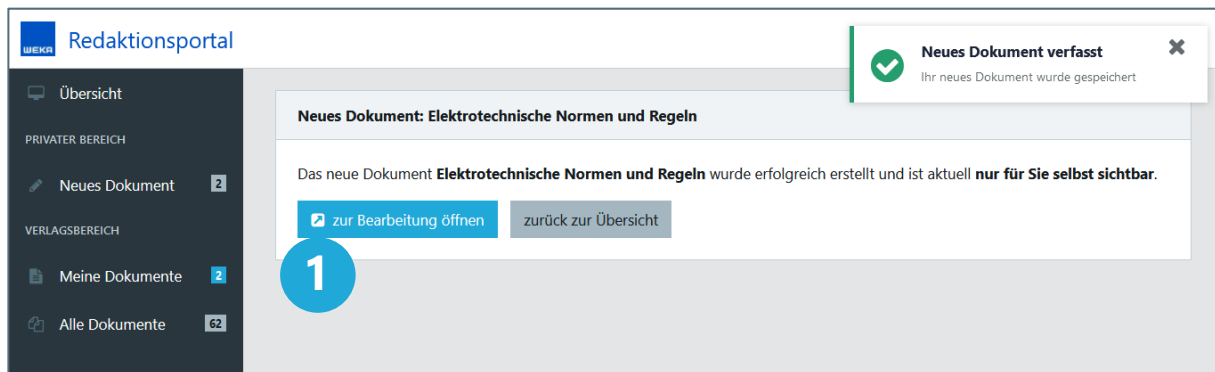 WEKA Redaktionsportal
Neues Dokument verfasst
Ihr neues Dokument wurde gespeichert
Übersicht
PRIVATER BEREICH
Neues Dokument 2
VERLAGSBEREICH
Meine Dokumente 2
Alle Dokumente 62
Neues Dokument: Elektrotechnische Normen und Regeln
Das neue Dokument Elektrotechnische Normen und Regeln wurde erfolgreich erstellt und ist aktuell nur für Sie selbst sichtbar.
zur Bearbeitung öffnen zurück zur Übersicht
1